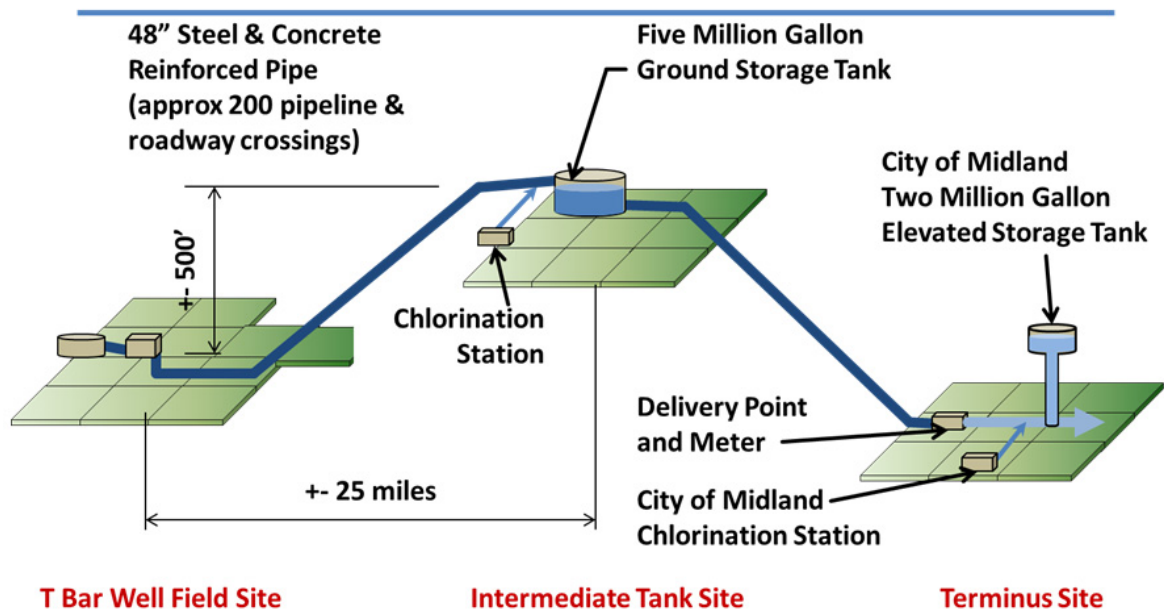 48” Steel & Concrete
Reinforced Pipe
(approx 200 pipeline &
roadway crossings)
Five Million Gallon
Ground Storage Tank
City of Midland
Two Million Gallon
Elevated Storage Tank
+- 500’
Chlorination
Station
Delivery Point
and Meter
+- 25 miles
City of Midland
Chlorination Station
T Bar Well Field Site
Intermediate Tank Site
Terminus Site